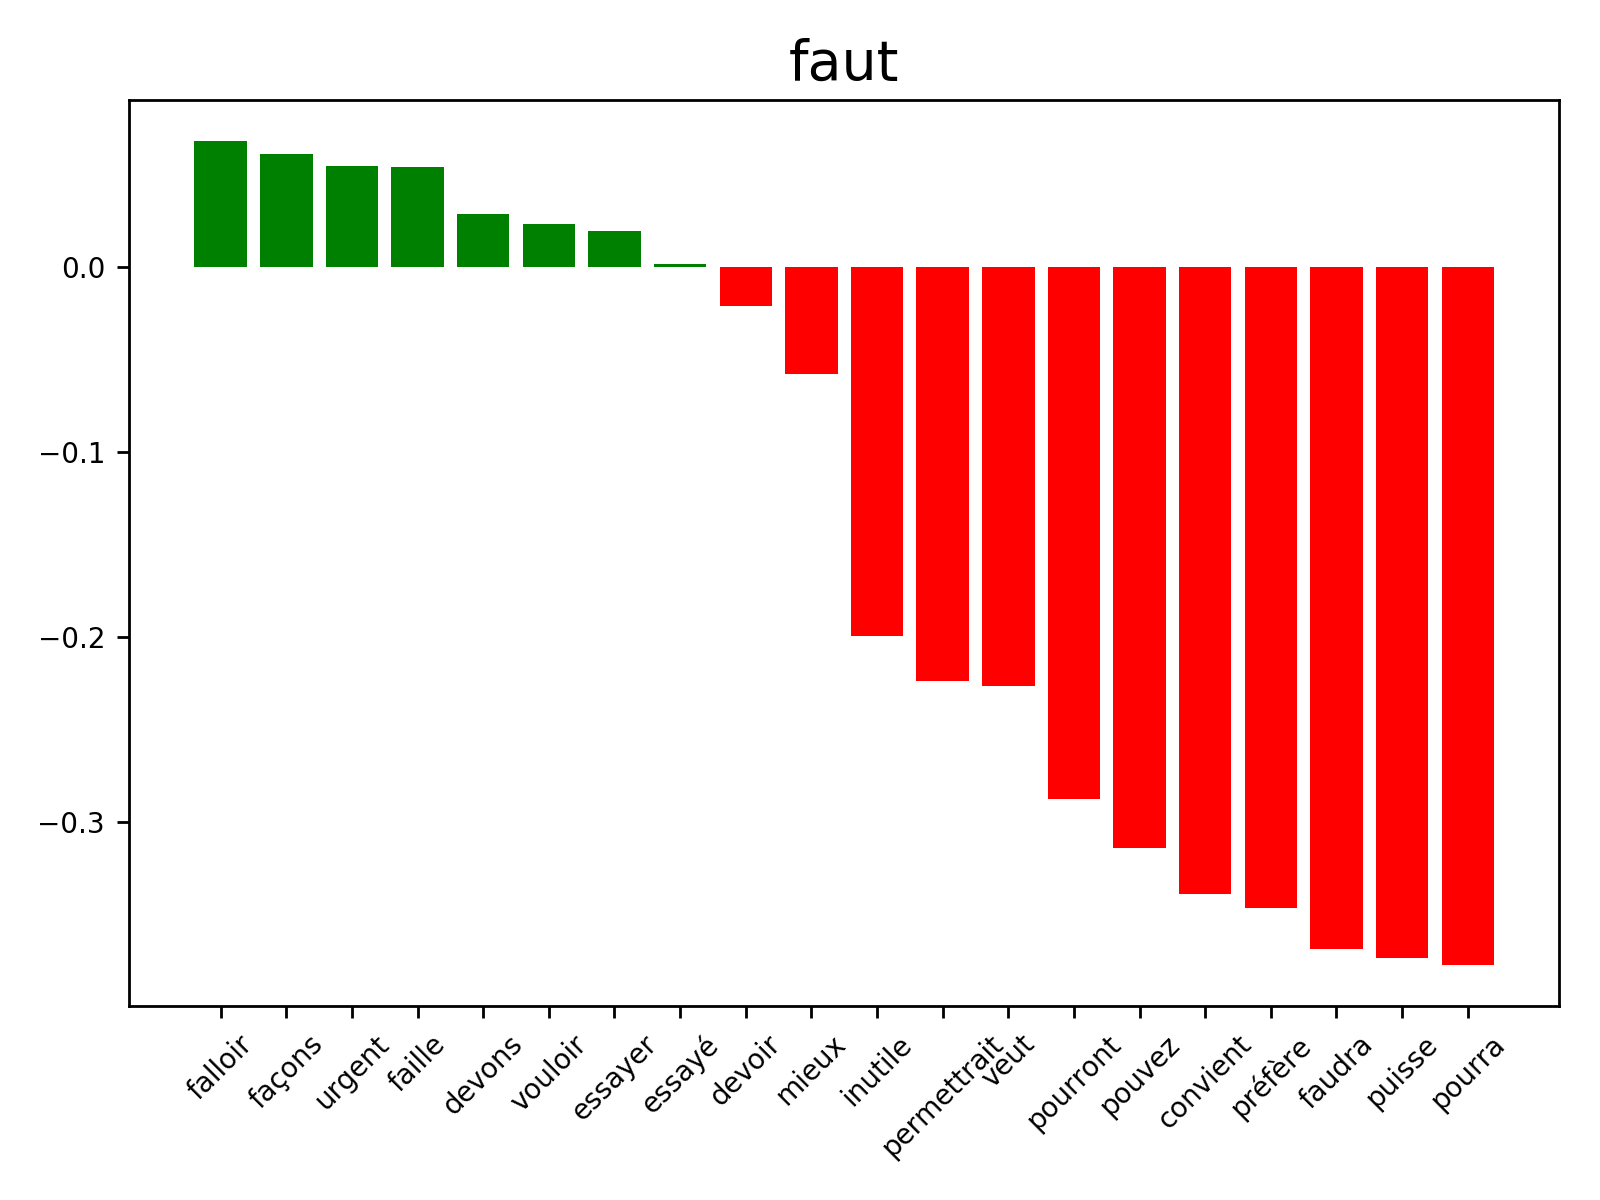 faut
0.0
−0.1
−0.2
−0.3
falloir
façons
urgent
faille
devons
vouloir
essayer
essayé
devoir
mieux
inutile
permettrait
veut
pourront
pouvez
convient
préfère
faudra
puisse
pourra